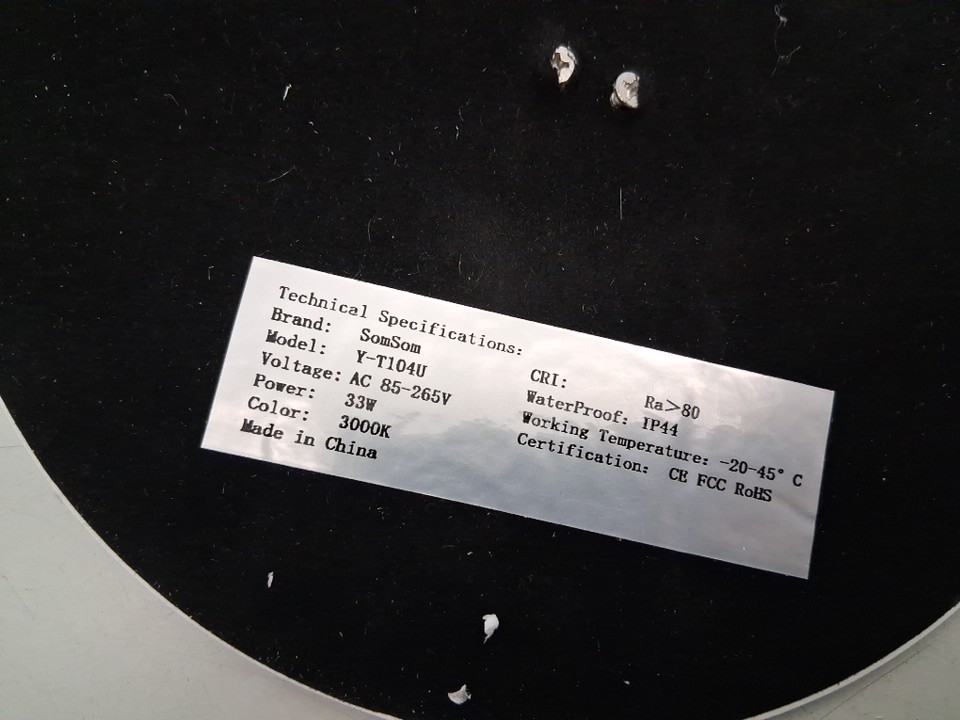 Technical Specifications:
Brand: SomSom
Model: Y-T104U
Voltage: AC 85-265V
Power: 33W
Color: 3000K
Made in China
CRI: Ra>80
WaterProof: IP44
Working Temperature: -20-45° C
Certification: CE FCC RoHS